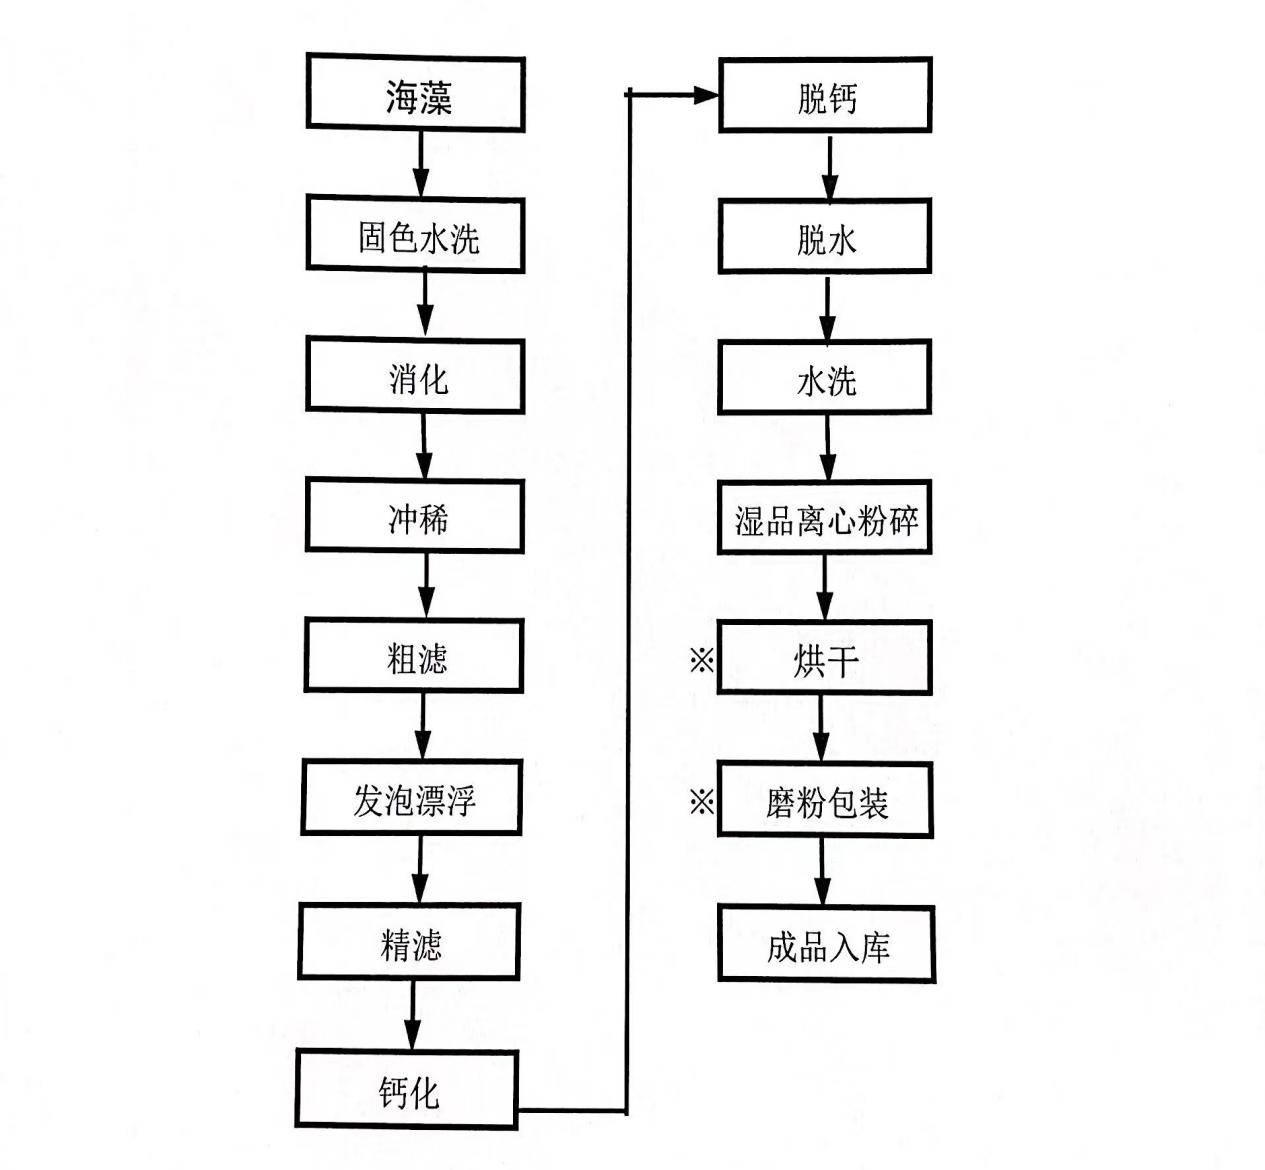 海藻
固色水洗
消化
冲稀
粗滤
发泡漂浮
精滤
钙化
脱钙
脱水
水洗
湿品离心粉碎
※ 烘干
※ 磨粉包装
成品入库